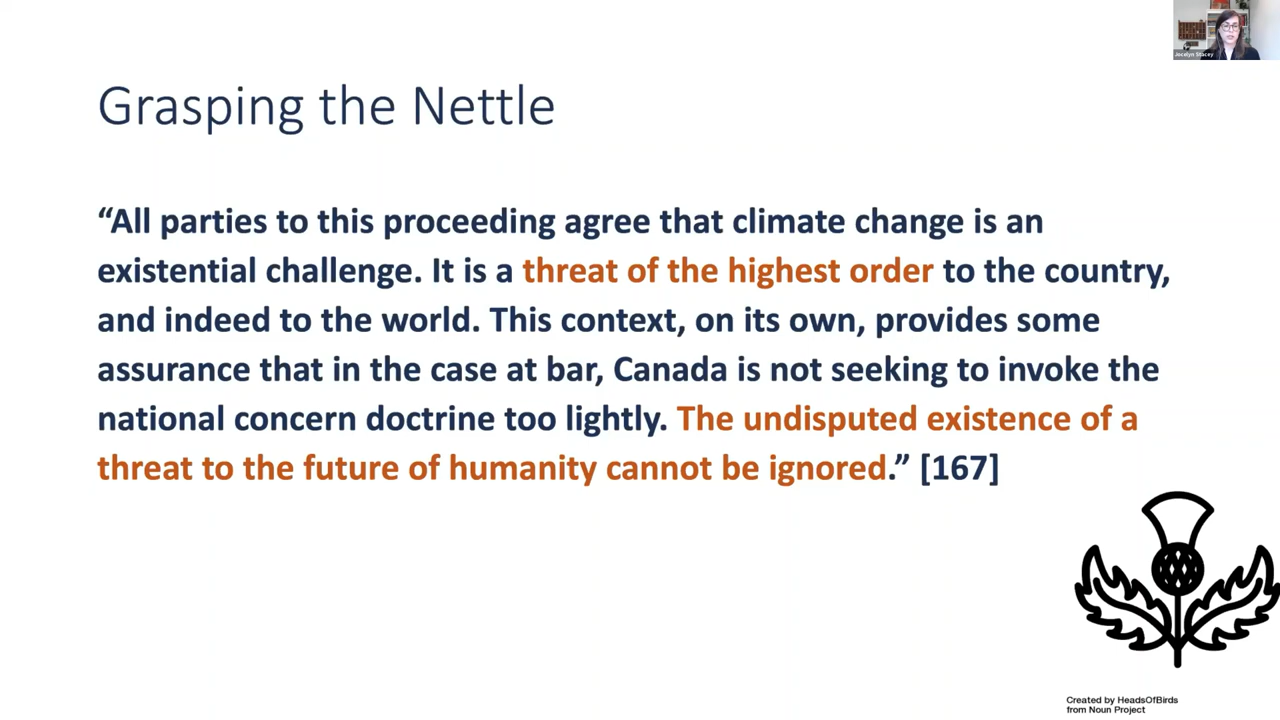 Jocelyn Stacey
Grasping the Nettle
“All parties to this proceeding agree that climate change is an
existential challenge. It is a threat of the highest order to the country,
and indeed to the world. This context, on its own, provides some
assurance that in the case at bar, Canada is not seeking to invoke the
national concern doctrine too lightly. The undisputed existence of a
threat to the future of humanity cannot be ignored.” [167]
Created by HeadsOfBirds
from Noun Project